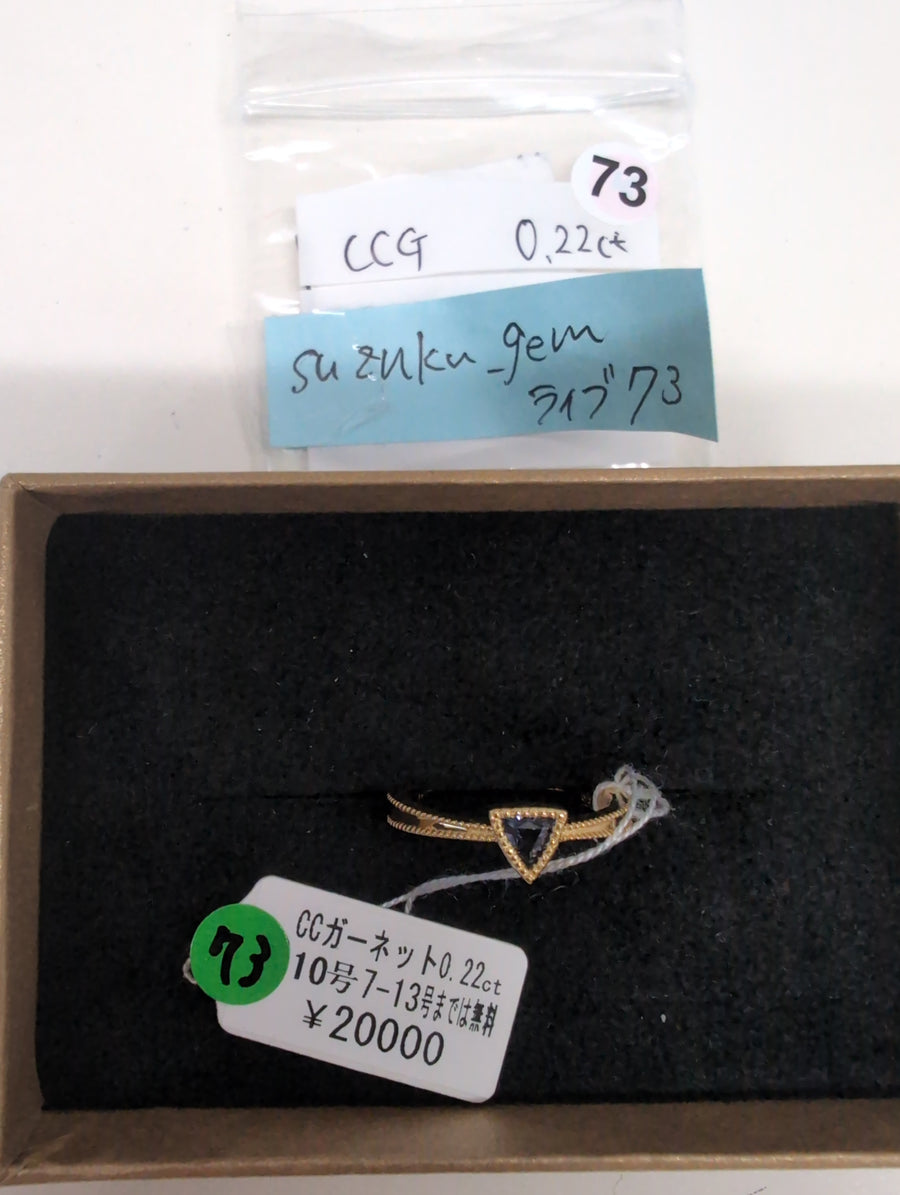 73
CCG 0.22ct
suzuku_gem
ライブ73
73
CCガーネット0.22ct
10号7-13号までは無料
¥20000